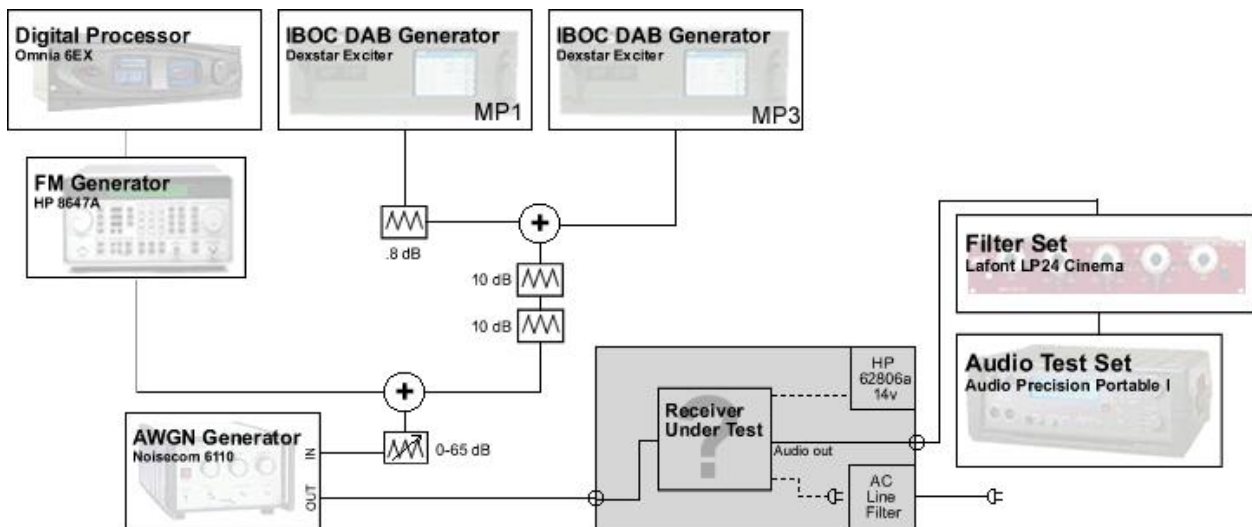 Digital Processor
Omnia 6EX
IBOC DAB Generator
Dexstar Exciter
MP1
IBOC DAB Generator
Dexstar Exciter
MP3
FM Generator
HP 8647A
.8 dB
10 dB
10 dB
Filter Set
Lafont LP24 Cinema
Audio Test Set
Audio Precision Portable I
HP
62806a
14v
Receiver
Under Test
?
Audio out
AC
Line
Filter
AWGN Generator
Noisecom 6110
IN
OUT
0-65 dB